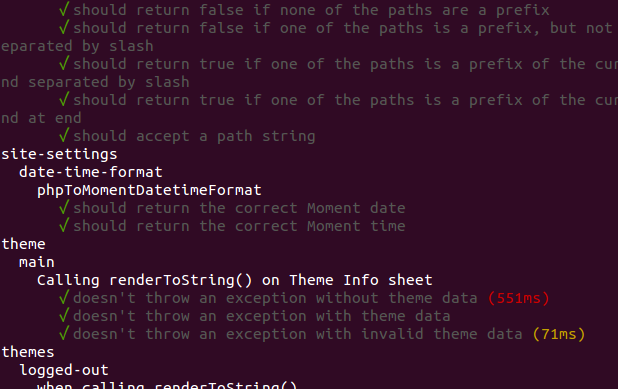 ✓ should return false if none of the paths are a prefix
✓ should return false if one of the paths is a prefix, but not
eparated by slash
✓ should return true if one of the paths is a prefix of the cur
nd separated by slash
✓ should return true if one of the paths is a prefix of the cur
nd at end
✓ should accept a path string
site-settings
date-time-format
phpToMomentDatetimeFormat
✓ should return the correct Moment date
✓ should return the correct Moment time
theme
main
Calling renderToString() on Theme Info sheet
✓ doesn't throw an exception without theme data (551ms)
✓ doesn't throw an exception with theme data
✓ doesn't throw an exception with invalid theme data (71ms)
themes
logged-out
when calling renderToString()